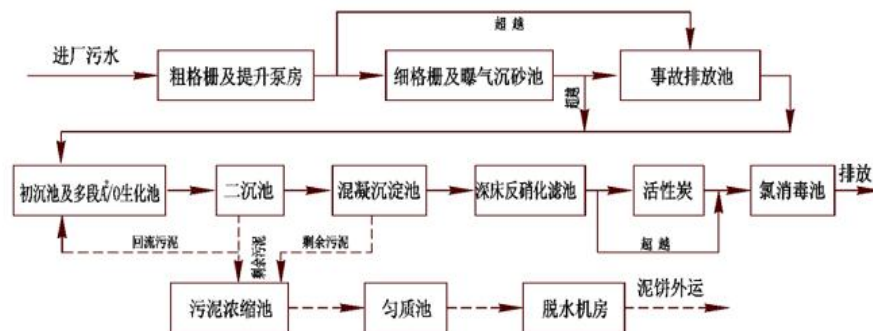 超越
进厂污水
粗格栅及提升泵房
细格栅及曝气沉砂池
超越
事故排放池
初沉池及多段A²/O生化池
二沉池
混凝沉淀池
深床反硝化滤池
活性炭
氯消毒池
排放
回流污泥
剩余污泥
剩余污泥
超越
污泥浓缩池
匀质池
脱水机房
泥饼外运